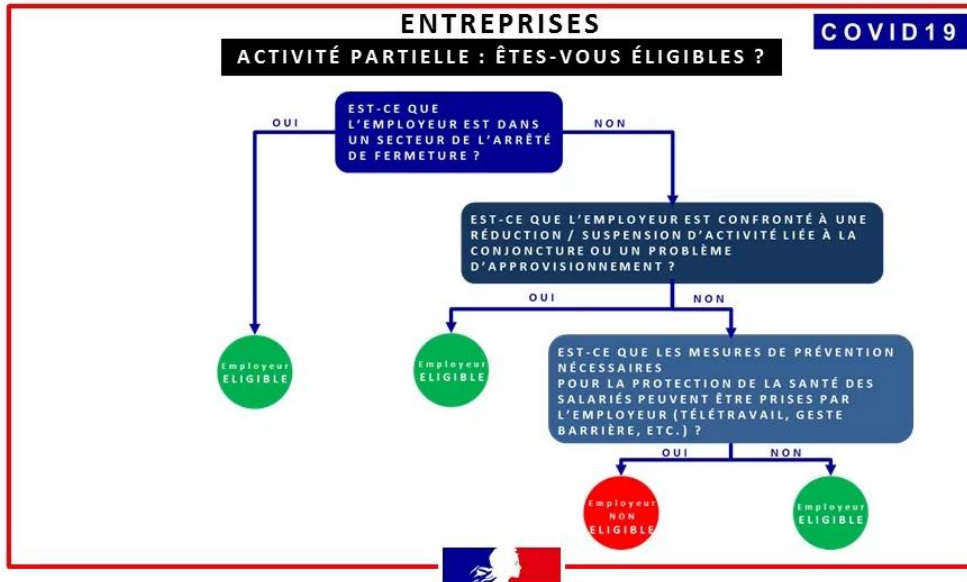 ENTREPRISES
COVID19
ACTIVITÉ PARTIELLE : ÊTES-VOUS ÉLIGIBLES ?
EST-CE QUE
L'EMPLOYEUR EST DANS
UN SECTEUR DE L'ARRÊTÉ
DE FERMETURE ?
OUI
NON
EST-CE QUE L'EMPLOYEUR EST CONFRONTÉ À UNE
RÉDUCTION / SUSPENSION D'ACTIVITÉ LIÉE À LA
CONJONCTURE OU UN PROBLÈME
D'APPROVISIONNEMENT ?
OUI
NON
Employeur
ELIGIBLE
Employeur
ELIGIBLE
EST-CE QUE LES MESURES DE PRÉVENTION
NÉCESSAIRES
POUR LA PROTECTION DE LA SANTÉ DES
SALARIÉS PEUVENT ÊTRE PRISES PAR
L'EMPLOYEUR (TÉLÉTRAVAIL, GESTE
BARRIÈRE, ETC.) ?
OUI
NON
Employeur
NON
ELIGIBLE
Employeur
ELIGIBLE